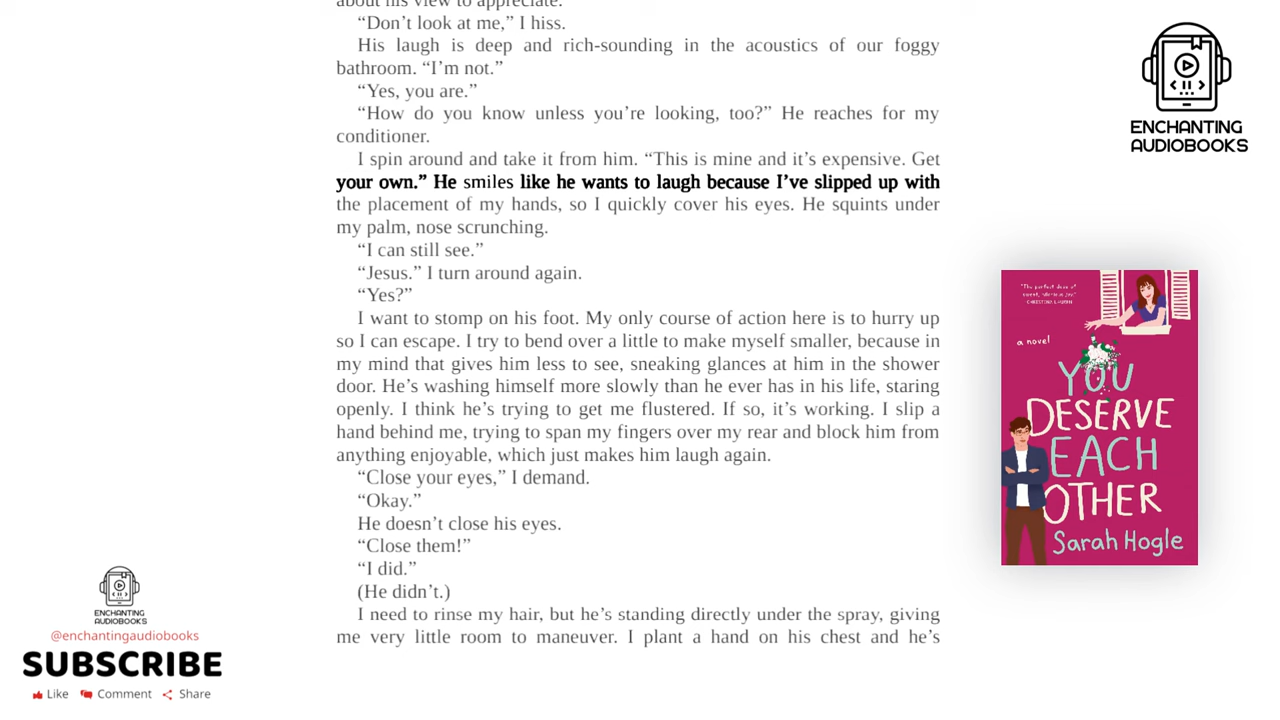 about his view to appreciate.
“Don’t look at me,” I hiss.
His laugh is deep and rich-sounding in the acoustics of our foggy
bathroom. “I’m not.”
“Yes, you are.”
“How do you know unless you’re looking, too?” He reaches for my
conditioner.
I spin around and take it from him. “This is mine and it’s expensive. Get
your own.” He smiles like he wants to laugh because I’ve slipped up with
the placement of my hands, so I quickly cover his eyes. He squints under
my palm, nose scrunching.
“I can still see.”
“Jesus.” I turn around again.
“Yes?”
I want to stomp on his foot. My only course of action here is to hurry up
so I can escape. I try to bend over a little to make myself smaller, because in
my mind that gives him less to see, sneaking glances at him in the shower
door. He’s washing himself more slowly than he ever has in his life, staring
openly. I think he’s trying to get me flustered. If so, it’s working. I slip a
hand behind me, trying to span my fingers over my rear and block him from
anything enjoyable, which just makes him laugh again.
“Close your eyes,” I demand.
“Okay.”
He doesn’t close his eyes.
“Close them!”
“I did.”
(He didn’t.)
I need to rinse my hair, but he’s standing directly under the spray, giving
me very little room to maneuver. I plant a hand on his chest and he’s
ENCHANTING
AUDIOBOOKS
"The perfect dose of
CHRISTINA LAUREN
a novel
YOU
DESERVE
EACH
OTHER
Sarah Hogle
ENCHANTING
AUDIOBOOKS
@enchantingaudiobooks
SUBSCRIBE
Like Comment Share